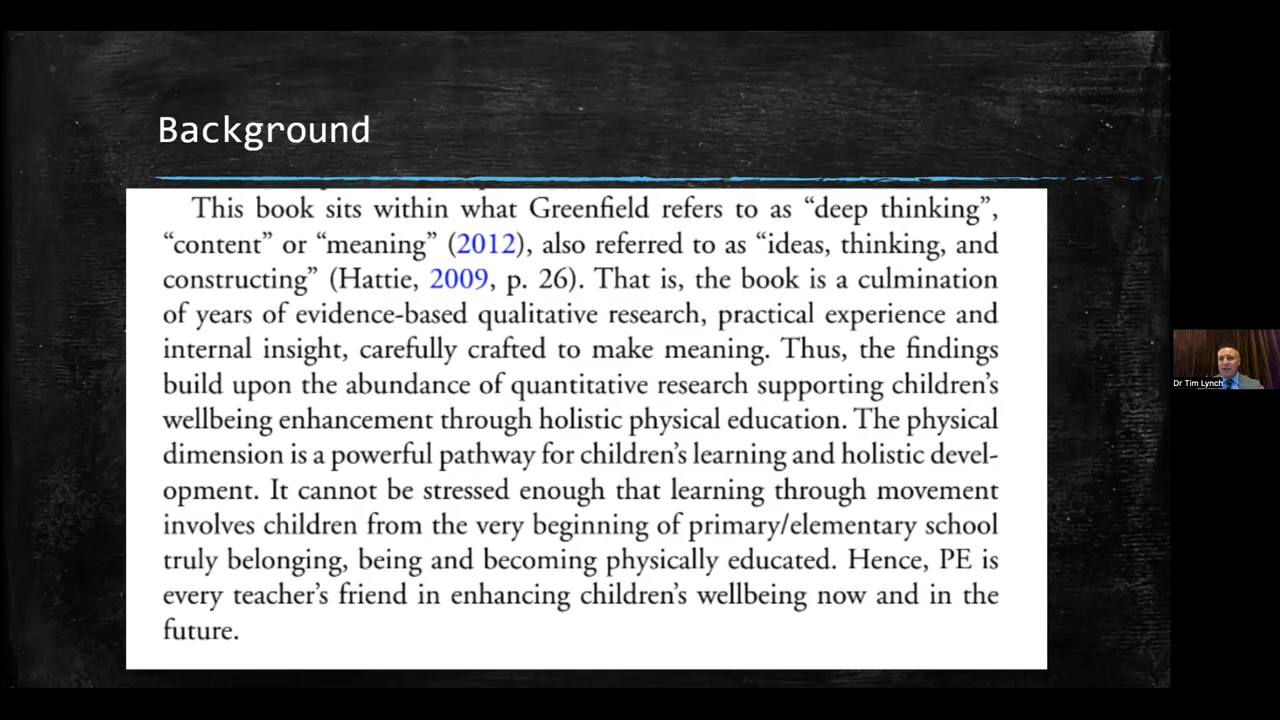 Background
This book sits within what Greenfield refers to as “deep thinking”,
“content” or “meaning” (2012), also referred to as “ideas, thinking, and
constructing” (Hattie, 2009, p. 26). That is, the book is a culmination
of years of evidence-based qualitative research, practical experience and
internal insight, carefully crafted to make meaning. Thus, the findings
build upon the abundance of quantitative research supporting children’s
wellbeing enhancement through holistic physical education. The physical
dimension is a powerful pathway for children’s learning and holistic devel-
opment. It cannot be stressed enough that learning through movement
involves children from the very beginning of primary/elementary school
truly belonging, being and becoming physically educated. Hence, PE is
every teacher’s friend in enhancing children’s wellbeing now and in the
future.
Dr Tim Lynch